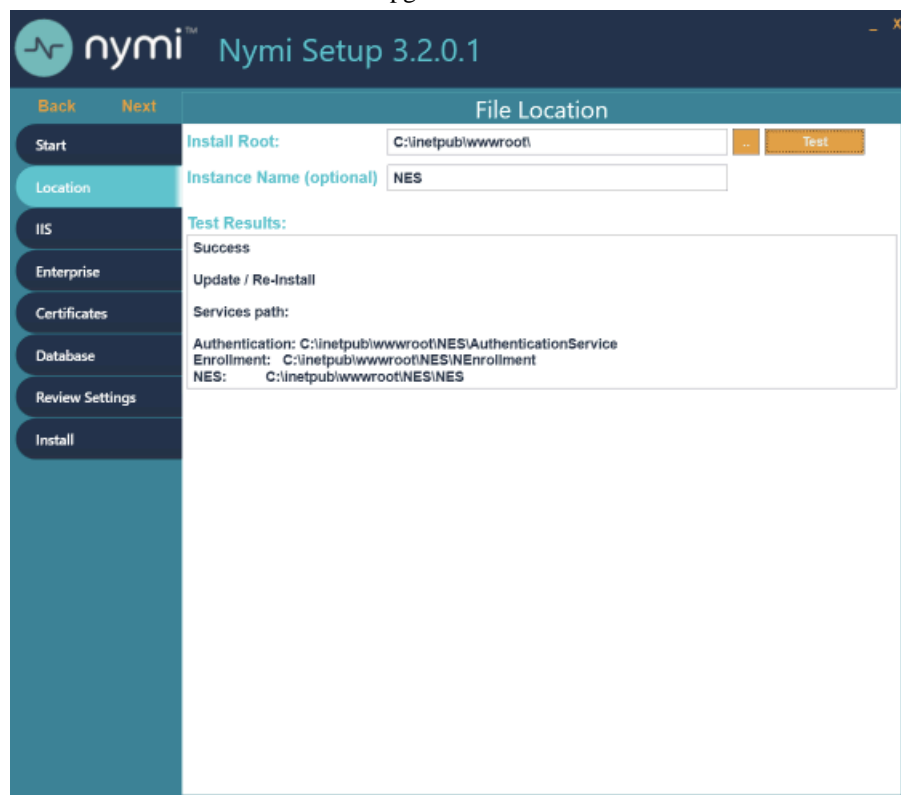 nymi™ Nymi Setup 3.2.0.1
_ x
Back Next
File Location
Start
Location
IIS
Enterprise
Certificates
Database
Review Settings
Install
Install Root: C:\inetpub\wwwroot\ .. Test
Instance Name (optional) NES
Test Results:
Success
Update / Re-Install
Services path:
Authentication: C:\inetpub\wwwroot\NES\AuthenticationService
Enrollment: C:\inetpub\wwwroot\NES\NEnrollment
NES: C:\inetpub\wwwroot\NES\NES